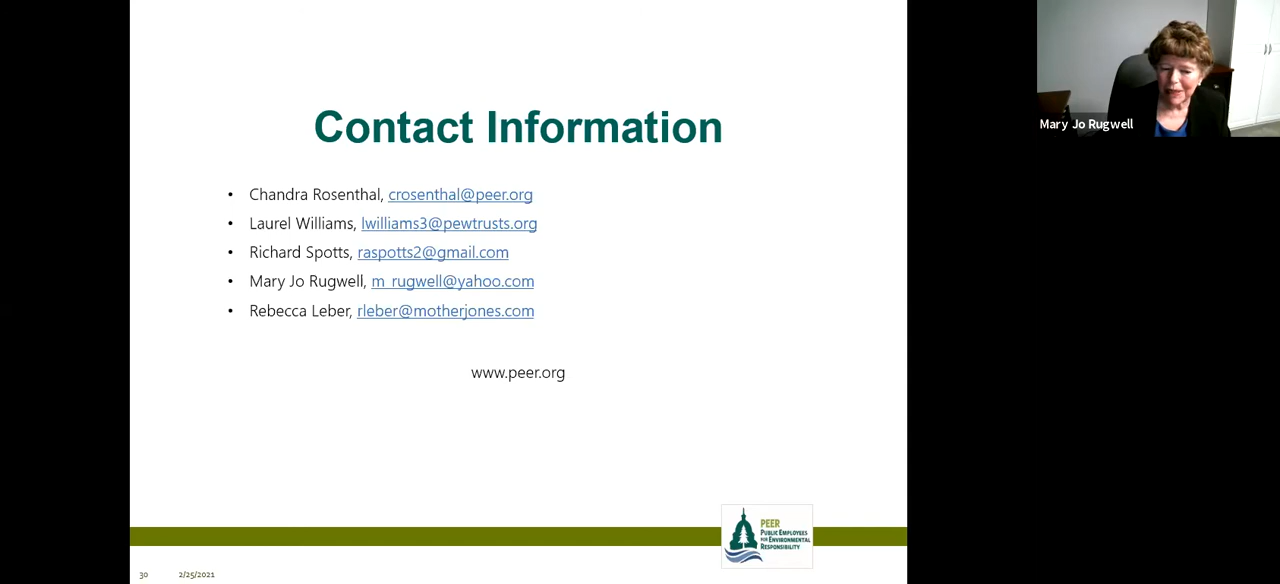 Contact Information
Mary Jo Rugwell
• Chandra Rosenthal, crosenthal@peer.org
• Laurel Williams, lwilliams3@pewtrusts.org
• Richard Spotts, raspotts2@gmail.com
• Mary Jo Rugwell, m_rugwell@yahoo.com
• Rebecca Leber, rleber@motherjones.com
www.peer.org
PEER
PUBLIC EMPLOYEES
FOR ENVIRONMENTAL
RESPONSIBILITY
30 2/25/2021